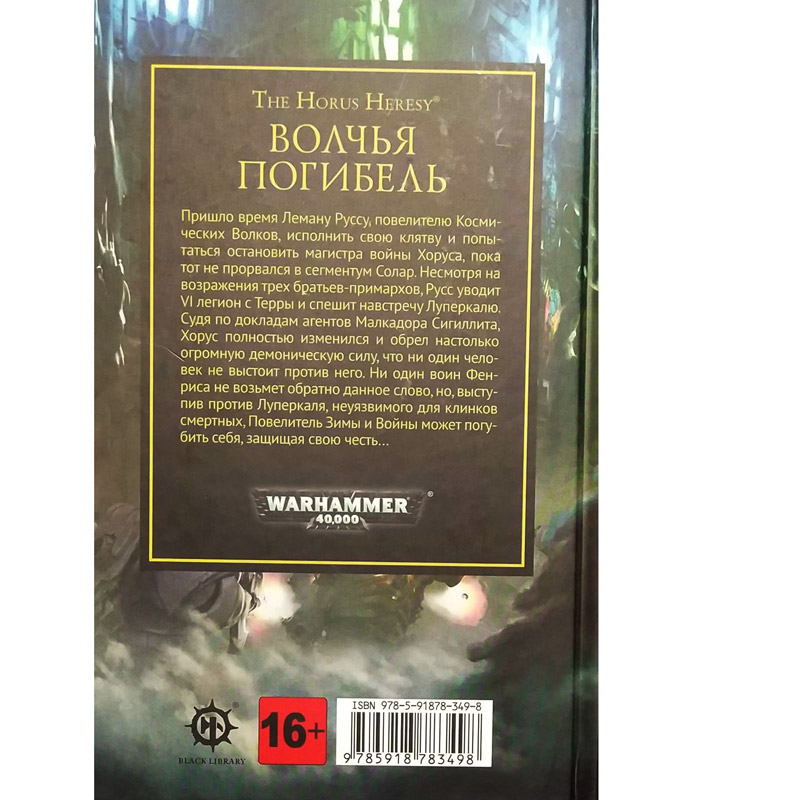 THE HORUS HERESY®
ВОЛЧЬЯ
ПОГИБЕЛЬ
Пришло время Леману Руссу, повелителю Косми-
ческих Волков, исполнить свою клятву и попы-
таться остановить магистра войны Хоруса, пока
тот не прорвался в сегментум Солар. Несмотря на
возражения трех братьев-примархов, Русс уводит
VI легион с Терры и спешит навстречу Луперкалю.
Судя по докладам агентов Малкадора Сигиллита,
Хорус полностью изменился и обрел настолько
огромную демоническую силу, что ни один чело-
век не выстоит против него. Ни один воин Фен-
риса не возьмет обратно данное слово, но, высту-
пив против Луперкаля, неуязвимого для клинков
смертных, Повелитель Зимы и Войны может погу-
бить себя, защищая свою честь...
WARHAMMER®
40,000
ISBN 978-5-91878-349-8
16+
BLACK LIBRARY
9 785918 783498